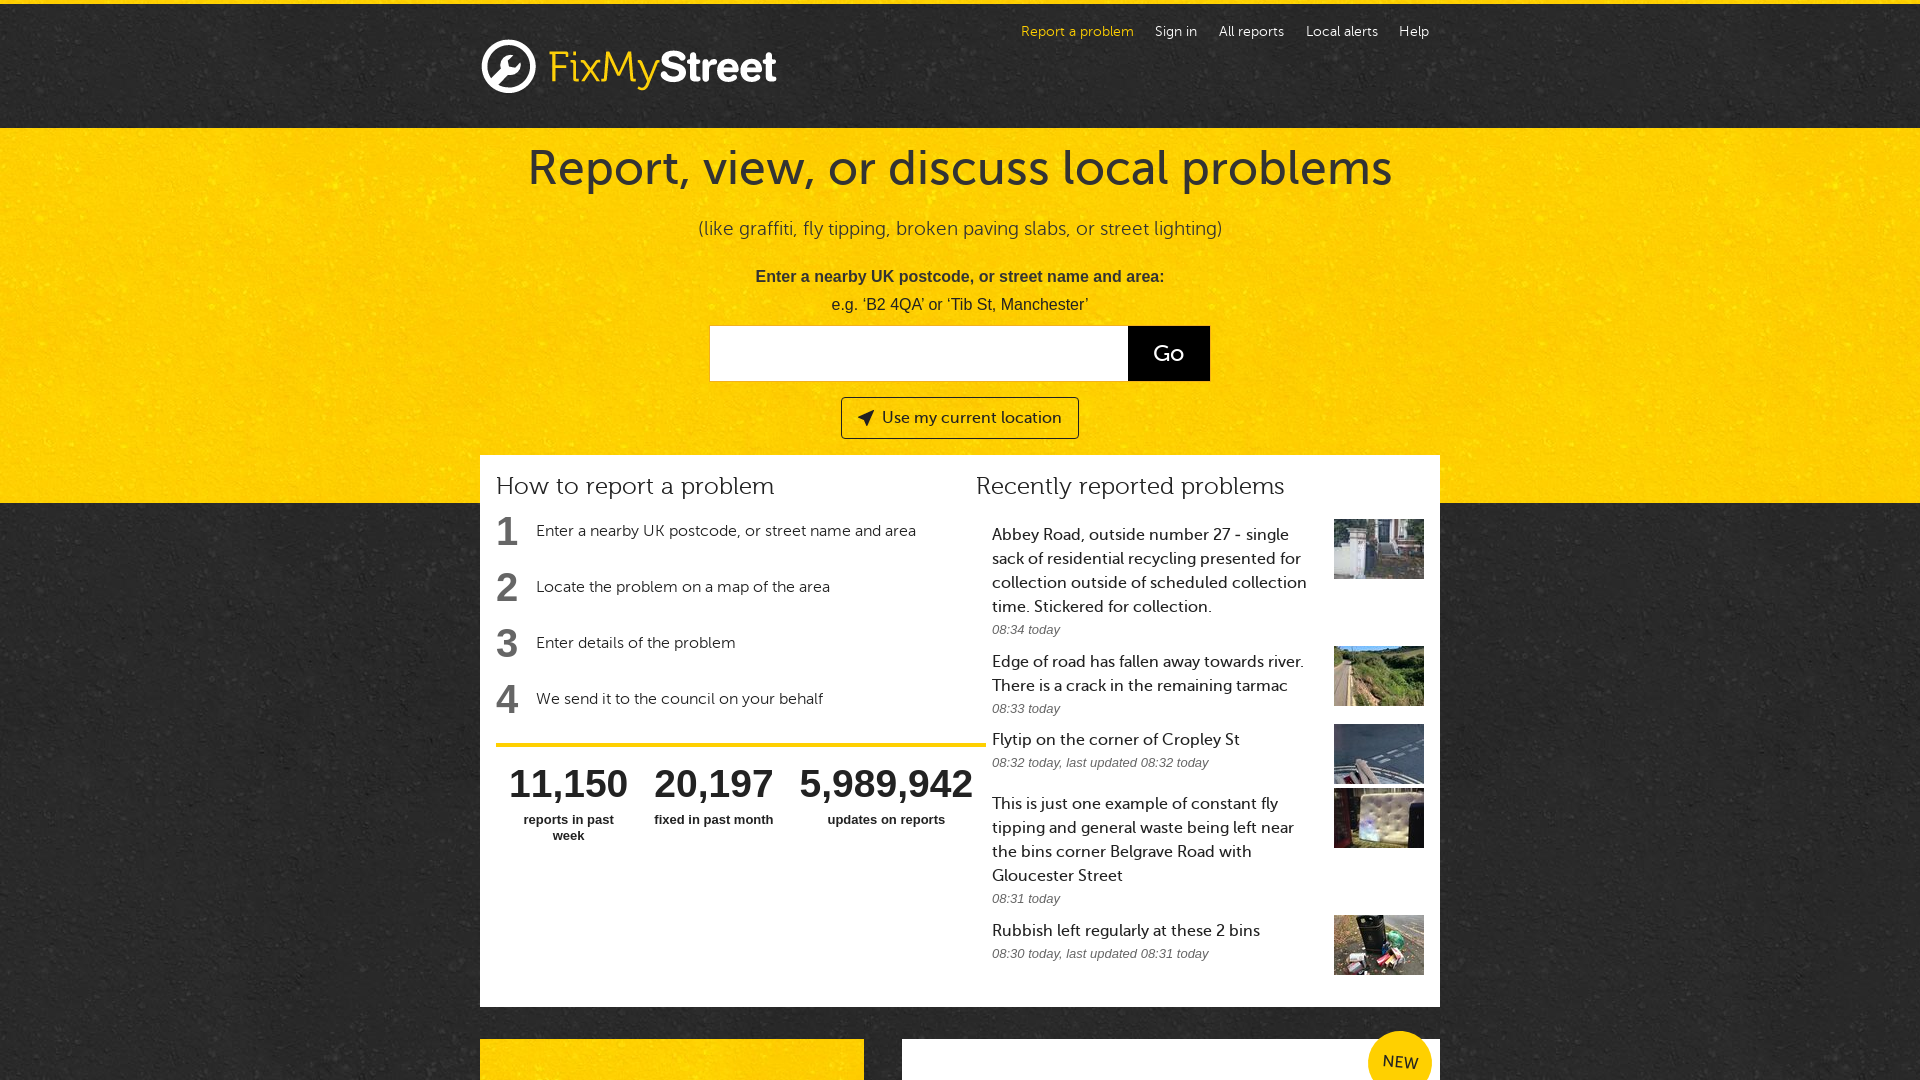 Report a problem
Sign in
All reports
Local alerts
Help
FixMyStreet
Report, view, or discuss local problems
(like graffiti, fly tipping, broken paving slabs, or street lighting)
Enter a nearby UK postcode, or street name and area:
e.g. ‘B2 4QA’ or ‘Tib St, Manchester’
Go
Use my current location
How to report a problem
1 Enter a nearby UK postcode, or street name and area
2 Locate the problem on a map of the area
3 Enter details of the problem
4 We send it to the council on your behalf
11,150
reports in past
week
20,197
fixed in past month
5,989,942
updates on reports
Recently reported problems
Abbey Road, outside number 27 - single
sack of residential recycling presented for
collection outside of scheduled collection
time. Stickered for collection.
08:34 today
Edge of road has fallen away towards river.
There is a crack in the remaining tarmac
08:33 today
Flytip on the corner of Cropley St
08:32 today, last updated 08:32 today
This is just one example of constant fly
tipping and general waste being left near
the bins corner Belgrave Road with
Gloucester Street
08:31 today
Rubbish left regularly at these 2 bins
08:30 today, last updated 08:31 today
NEW